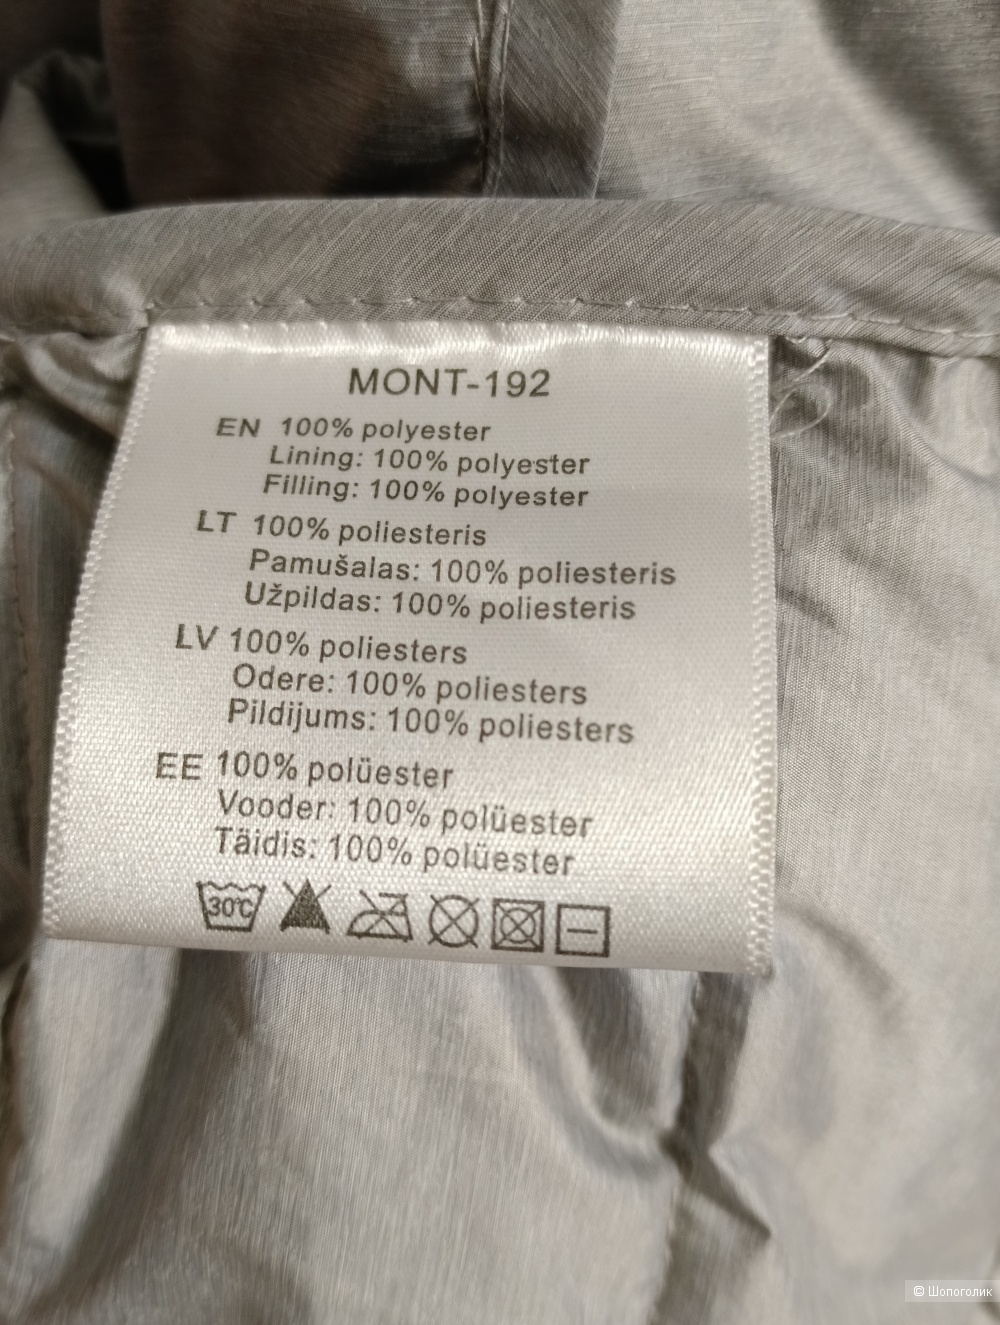 MONT-192
EN 100% polyester
Lining: 100% polyester
Filling: 100% polyester
LT 100% poliesteris
Pamušalas: 100% poliesteris
Užpildas: 100% poliesteris
LV 100% poliesters
Odere: 100% poliesters
Pildijums: 100% poliesters
EE 100% polüester
Vooder: 100% polüester
Täidis: 100% polüester
30°C
© Шопоголик